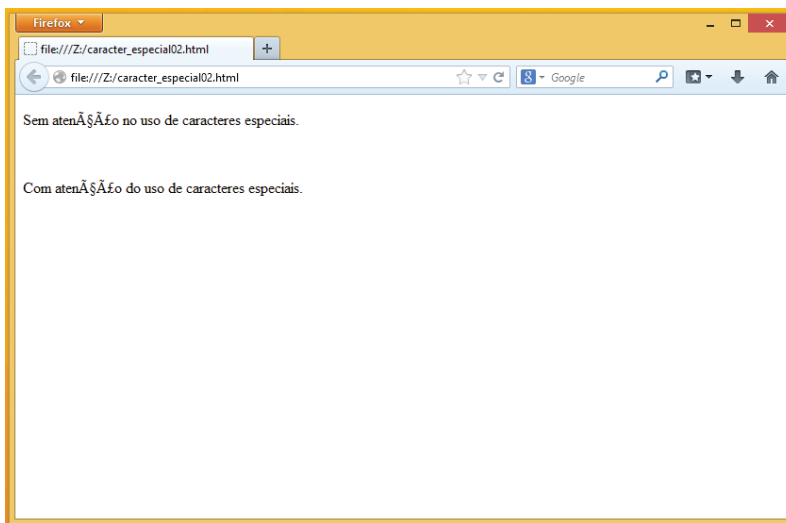 Firefox
file:///Z:/caracter_especial02.html
file:///Z:/caracter_especial02.html
Google
Sem atenÃ§Ã£o no uso de caracteres especiais.
Com atenÃ§Ã£o do uso de caracteres especiais.